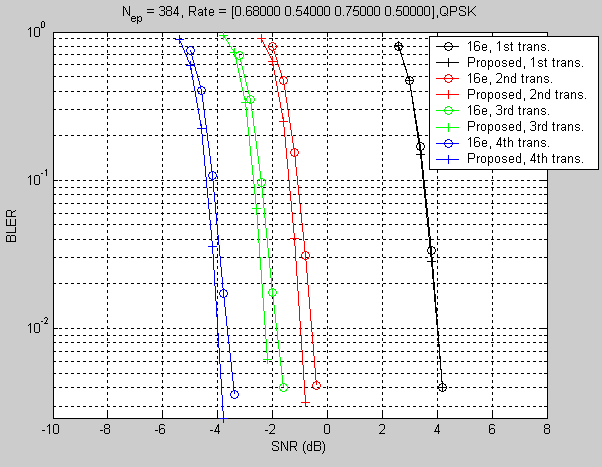 N_ep = 384, Rate = [0.68000 0.54000 0.75000 0.50000],QPSK
16e, 1st trans.
Proposed, 1st trans.
16e, 2nd trans.
Proposed, 2nd trans.
16e, 3rd trans.
Proposed, 3rd trans.
16e, 4th trans.
Proposed, 4th trans.
10^0
10^-1
10^-2
BLER
-10 -8 -6 -4 -2 0 2 4 6 8
SNR (dB)